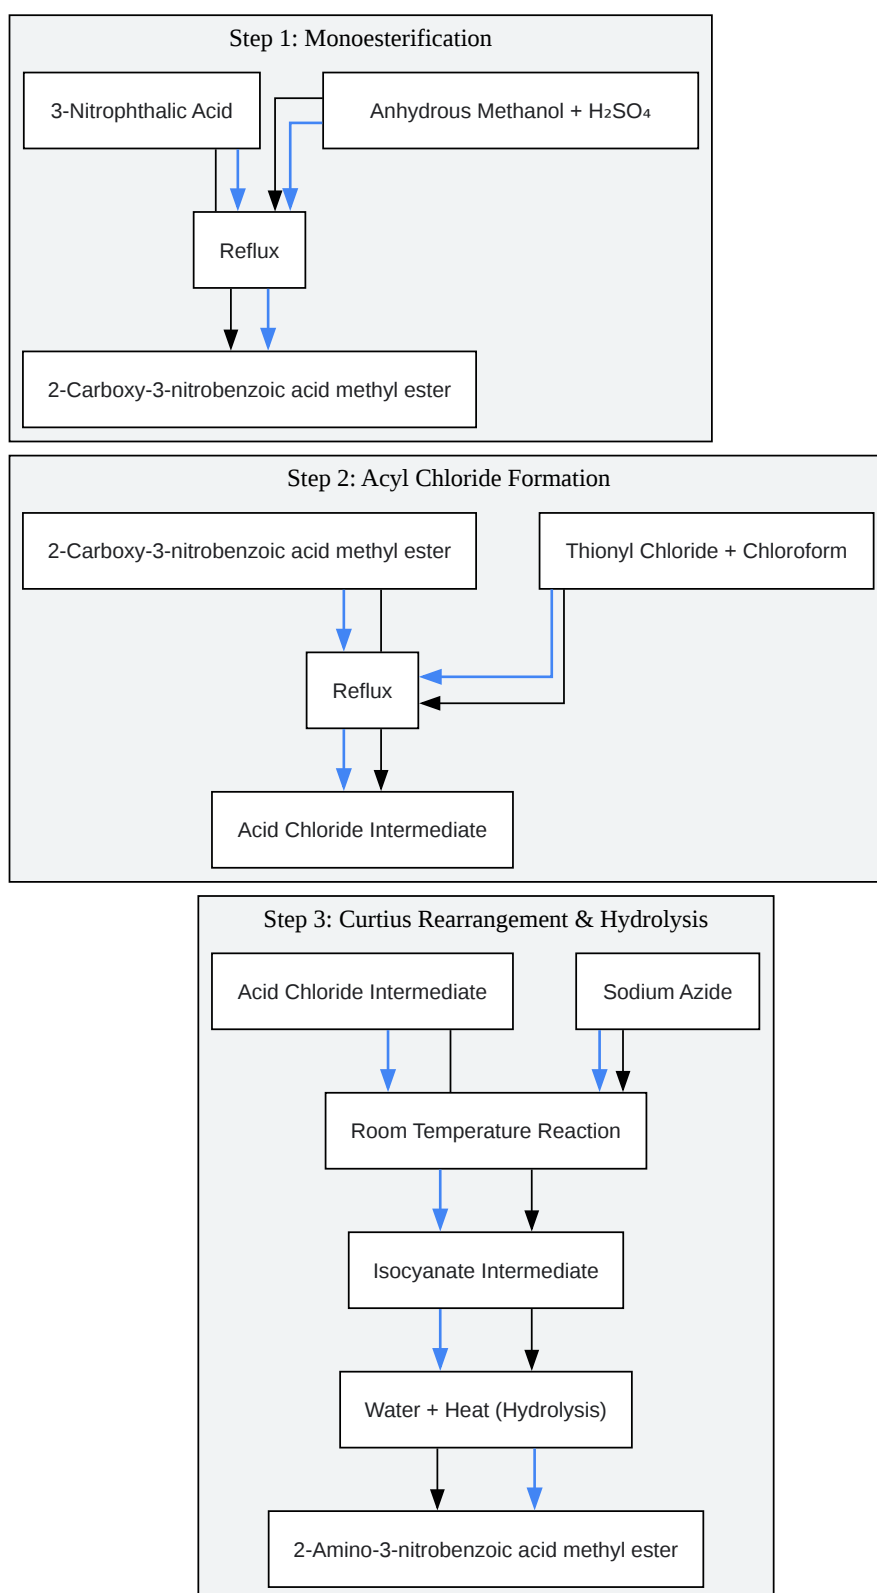 Step 1: Monoesterification
3-Nitrophthalic Acid
Anhydrous Methanol + H₂SO₄
Reflux
2-Carboxy-3-nitrobenzoic acid methyl ester
Step 2: Acyl Chloride Formation
2-Carboxy-3-nitrobenzoic acid methyl ester
Thionyl Chloride + Chloroform
Reflux
Acid Chloride Intermediate
Step 3: Curtius Rearrangement & Hydrolysis
Acid Chloride Intermediate
Sodium Azide
Room Temperature Reaction
Isocyanate Intermediate
Water + Heat (Hydrolysis)
2-Amino-3-nitrobenzoic acid methyl ester